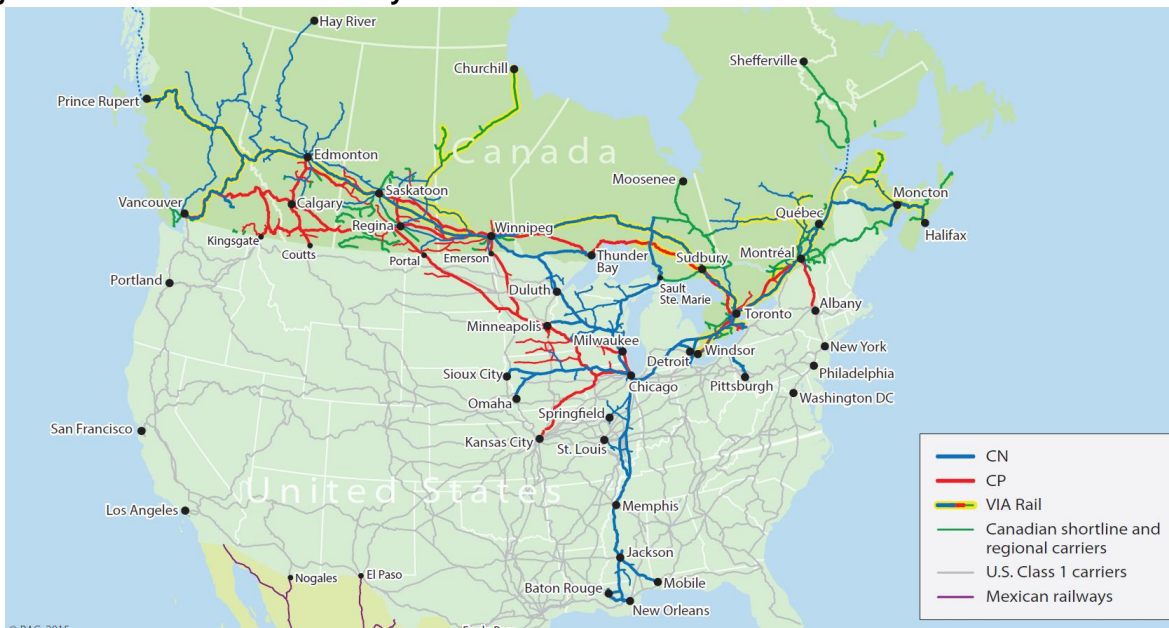 Hay River
Shefferville
Churchill
Prince Rupert
Canada
Edmonton
Moosenee
Saskatoon
Moncton
Vancouver
Calgary
Québec
Regina
Winnipeg
Halifax
Kingsgate
Coutts
Portal
Emerson
Thunder
Bay
Sudbury
Montréal
Portland
Duluth
Sault
Ste. Marie
Albany
Toronto
Minneapolis
Milwaukee
New York
Detroit
Windsor
Philadelphia
Sioux City
Chicago
Pittsburgh
Omaha
Washington DC
Springfield
San Francisco
Kansas City
St. Louis
CN
CP
United States
VIA Rail
Los Angeles
Memphis
Canadian shortline and
regional carriers
Jackson
U.S. Class 1 carriers
Nogales
El Paso
Baton Rouge
Mobile
Mexican railways
New Orleans